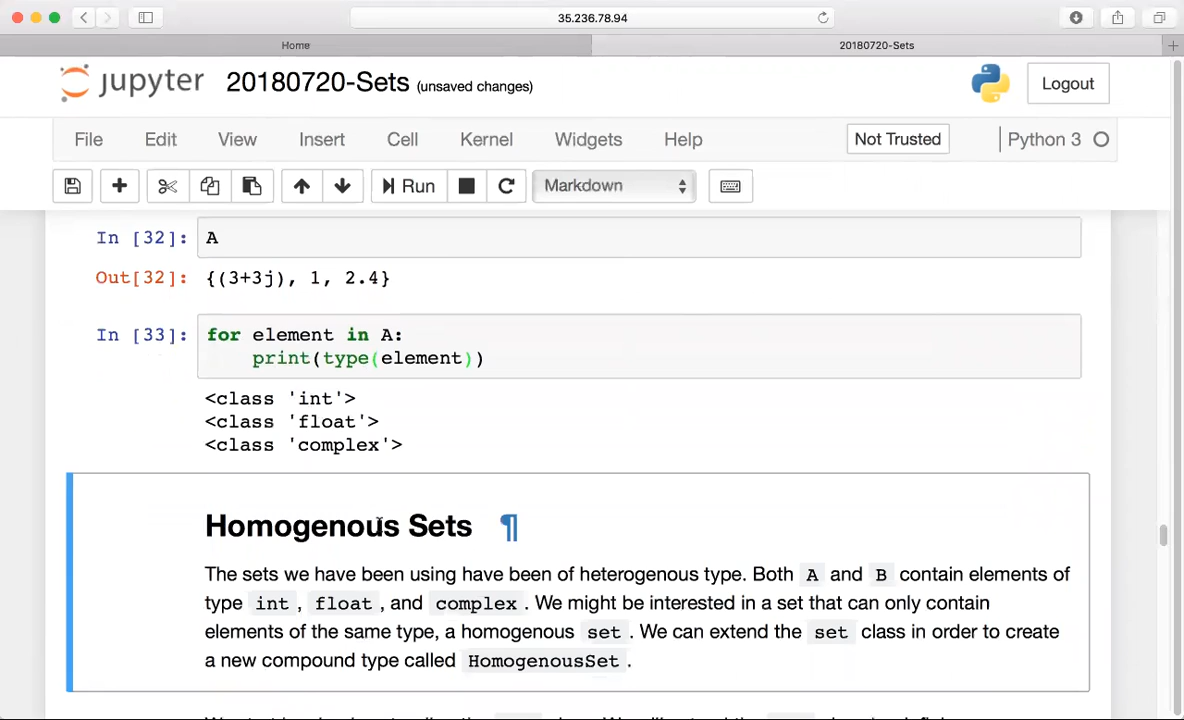 35.236.78.94
Home
20180720-Sets
jupyter 20180720-Sets (unsaved changes)
Logout
File Edit View Insert Cell Kernel Widgets Help
Not Trusted
Python 3
Run
Markdown
In [32]: A
Out[32]: {(3+3j), 1, 2.4}
In [33]: for element in A:
    print(type(element))
<class 'int'>
<class 'float'>
<class 'complex'>
Homogenous Sets ¶
The sets we have been using have been of heterogenous type. Both A and B contain elements of
type int , float , and complex . We might be interested in a set that can only contain
elements of the same type, a homogenous set . We can extend the set class in order to create
a new compound type called HomogenousSet .